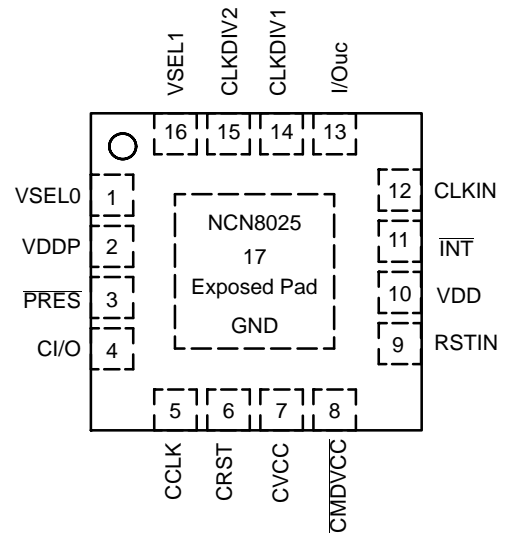 VSEL1
CLKDIV2
CLKDIV1
I/Ouc
16 15 14 13
VSEL0 1
VDDP 2
PRES 3
CI/O 4
NCN8025
17
Exposed Pad
GND
12 CLKIN
11 INT
10 VDD
9 RSTIN
5 6 7 8
CCLK
CRST
CVCC
CMDVCC